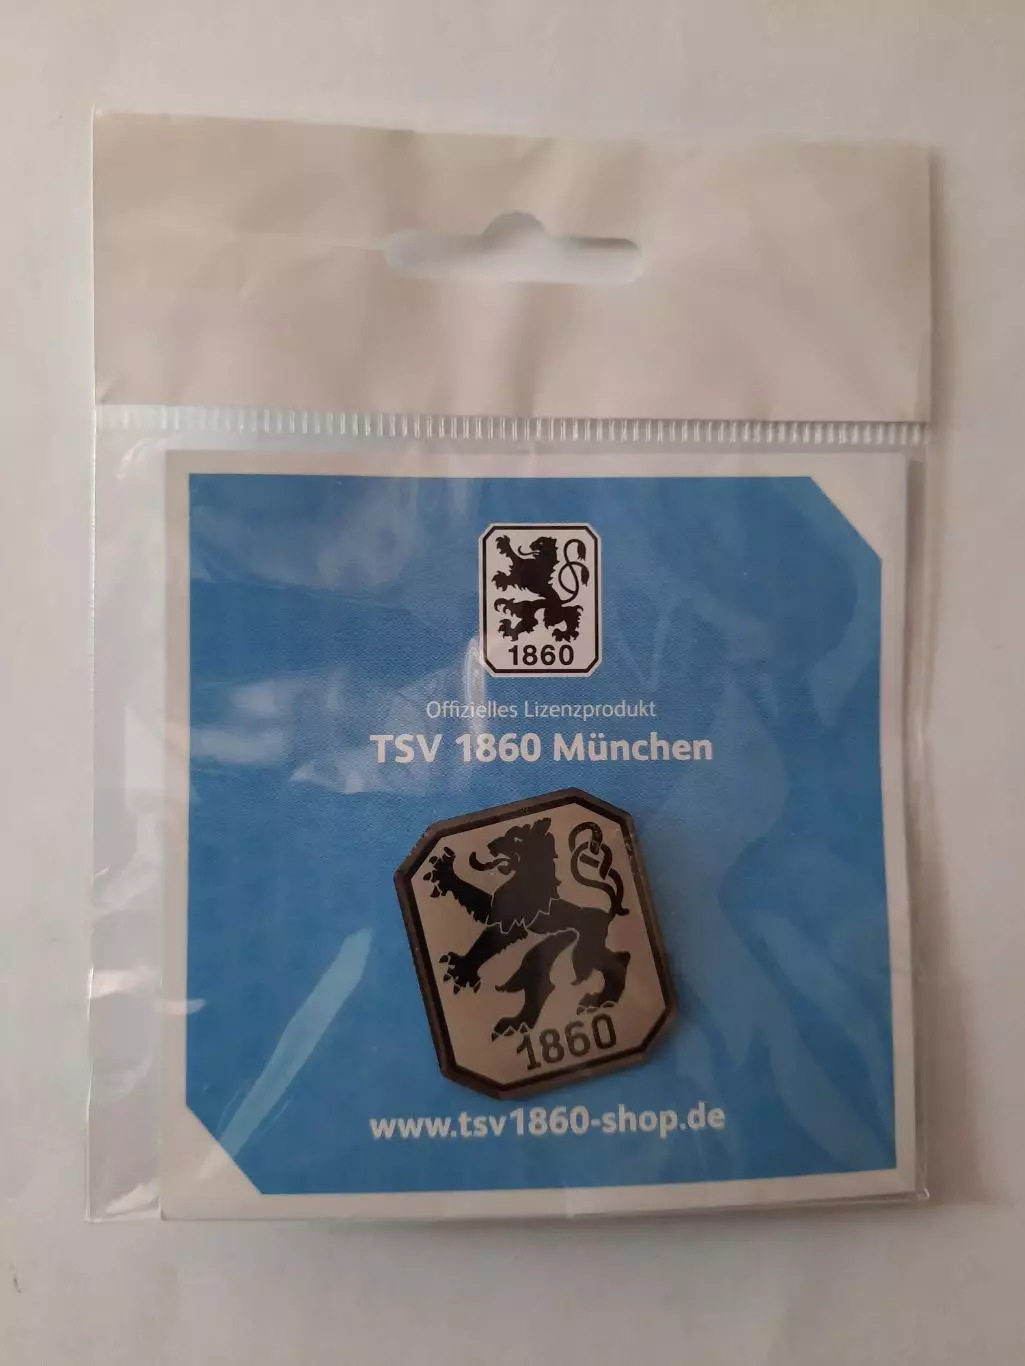 1860
Offizielles Lizenzprodukt
TSV 1860 München
1860
www.tsv1860-shop.de